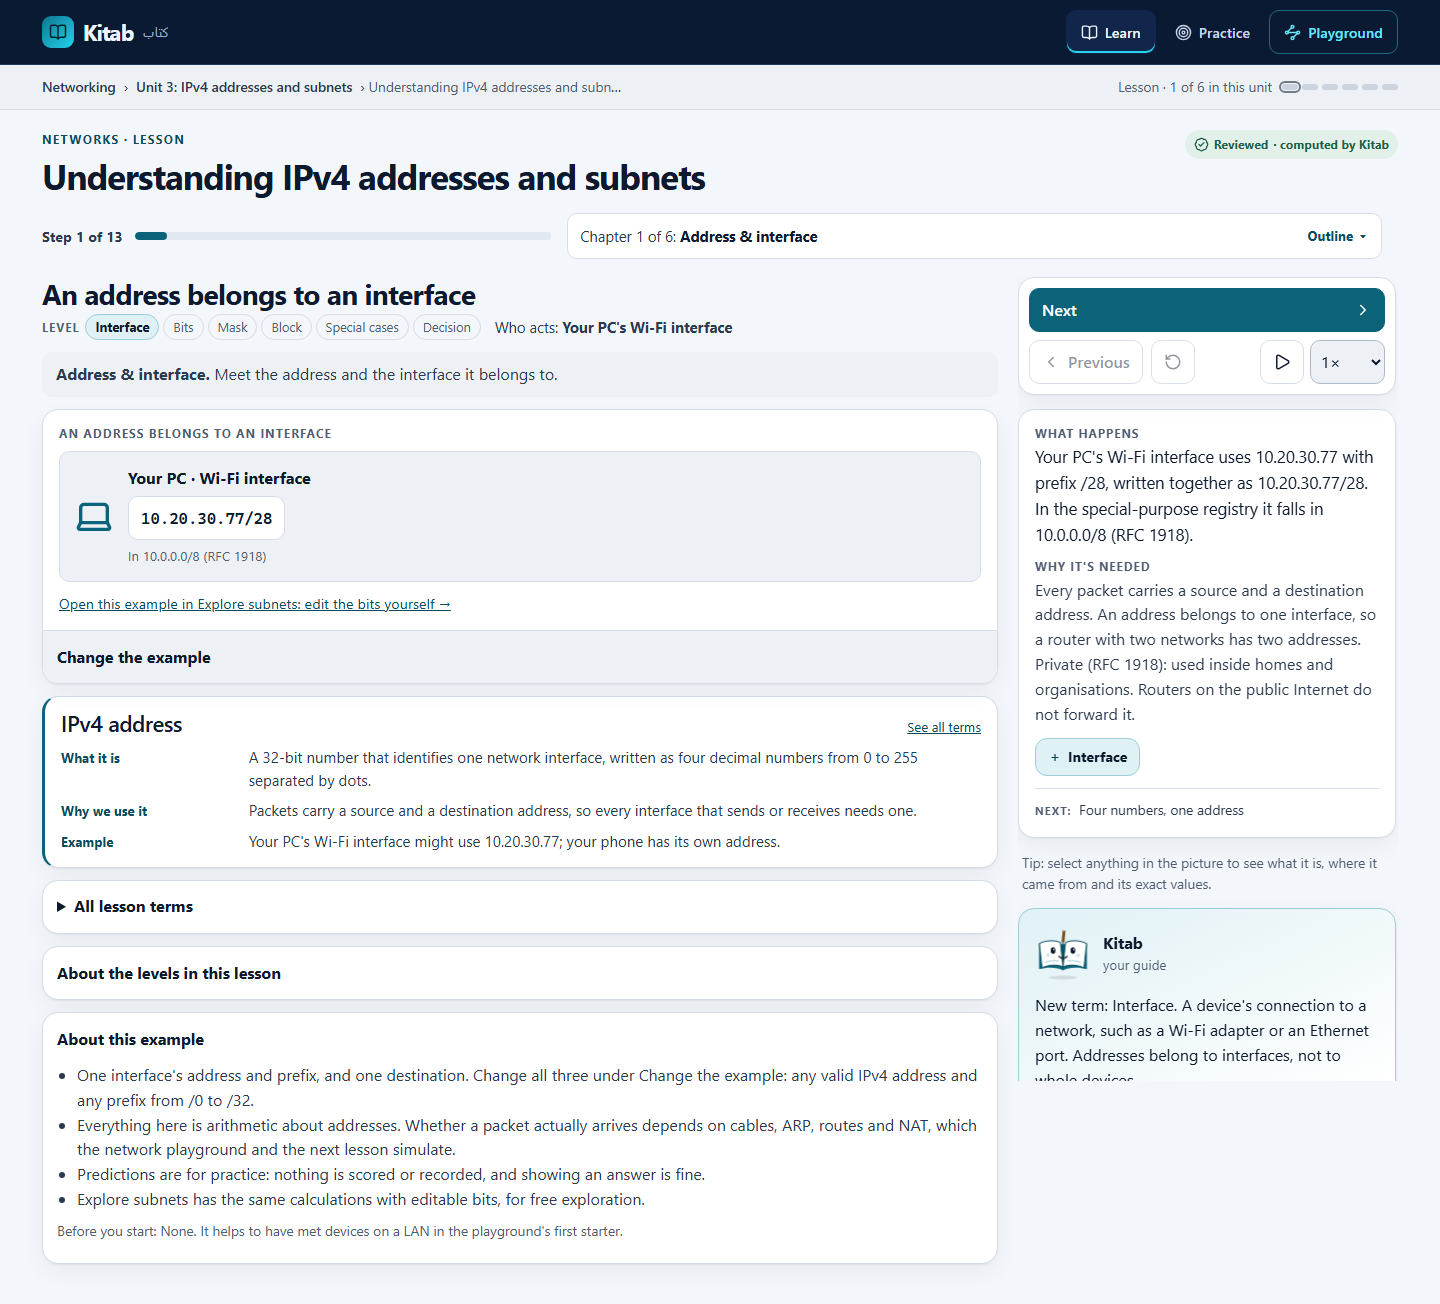 Kitab كتاب
Learn
Practice
Playground
Networking › Unit 3: IPv4 addresses and subnets › Understanding IPv4 addresses and subn...
Lesson · 1 of 6 in this unit
NETWORKS · LESSON
Reviewed · computed by Kitab
Understanding IPv4 addresses and subnets
Step 1 of 13
Chapter 1 of 6: Address & interface
Outline
An address belongs to an interface
LEVEL Interface Bits Mask Block Special cases Decision Who acts: Your PC's Wi-Fi interface
Address & interface. Meet the address and the interface it belongs to.
AN ADDRESS BELONGS TO AN INTERFACE
Your PC · Wi-Fi interface
10.20.30.77/28
In 10.0.0.0/8 (RFC 1918)
Open this example in Explore subnets: edit the bits yourself →
Change the example
IPv4 address
See all terms
What it is
A 32-bit number that identifies one network interface, written as four decimal numbers from 0 to 255
separated by dots.
Why we use it
Packets carry a source and a destination address, so every interface that sends or receives needs one.
Example
Your PC's Wi-Fi interface might use 10.20.30.77; your phone has its own address.
All lesson terms
About the levels in this lesson
About this example
• One interface's address and prefix, and one destination. Change all three under Change the example: any valid IPv4 address and
any prefix from /0 to /32.
• Everything here is arithmetic about addresses. Whether a packet actually arrives depends on cables, ARP, routes and NAT, which
the network playground and the next lesson simulate.
• Predictions are for practice: nothing is scored or recorded, and showing an answer is fine.
• Explore subnets has the same calculations with editable bits, for free exploration.
Before you start: None. It helps to have met devices on a LAN in the playground's first starter.
Next
Previous
1×
WHAT HAPPENS
Your PC's Wi-Fi interface uses 10.20.30.77 with
prefix /28, written together as 10.20.30.77/28.
In the special-purpose registry it falls in
10.0.0.0/8 (RFC 1918).
WHY IT'S NEEDED
Every packet carries a source and a destination
address. An address belongs to one interface, so
a router with two networks has two addresses.
Private (RFC 1918): used inside homes and
organisations. Routers on the public Internet do
not forward it.
+ Interface
NEXT: Four numbers, one address
Tip: select anything in the picture to see what it is, where it
came from and its exact values.
Kitab
your guide
New term: Interface. A device's connection to a
network, such as a Wi-Fi adapter or an Ethernet
port. Addresses belong to interfaces, not to
whole devices